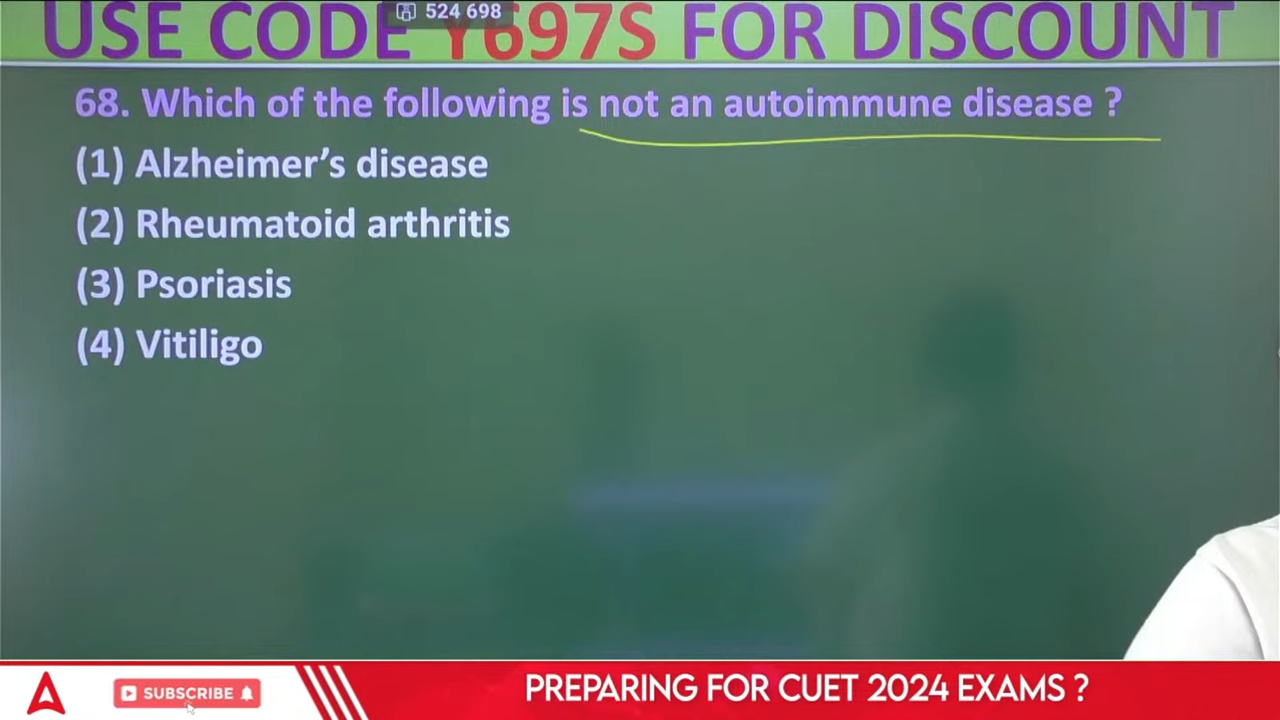 USE CODE Y697S FOR DISCOUNT
524 698
68. Which of the following is not an autoimmune disease ?
(1) Alzheimer’s disease
(2) Rheumatoid arthritis
(3) Psoriasis
(4) Vitiligo
SUBSCRIBE
PREPARING FOR CUET 2024 EXAMS ?